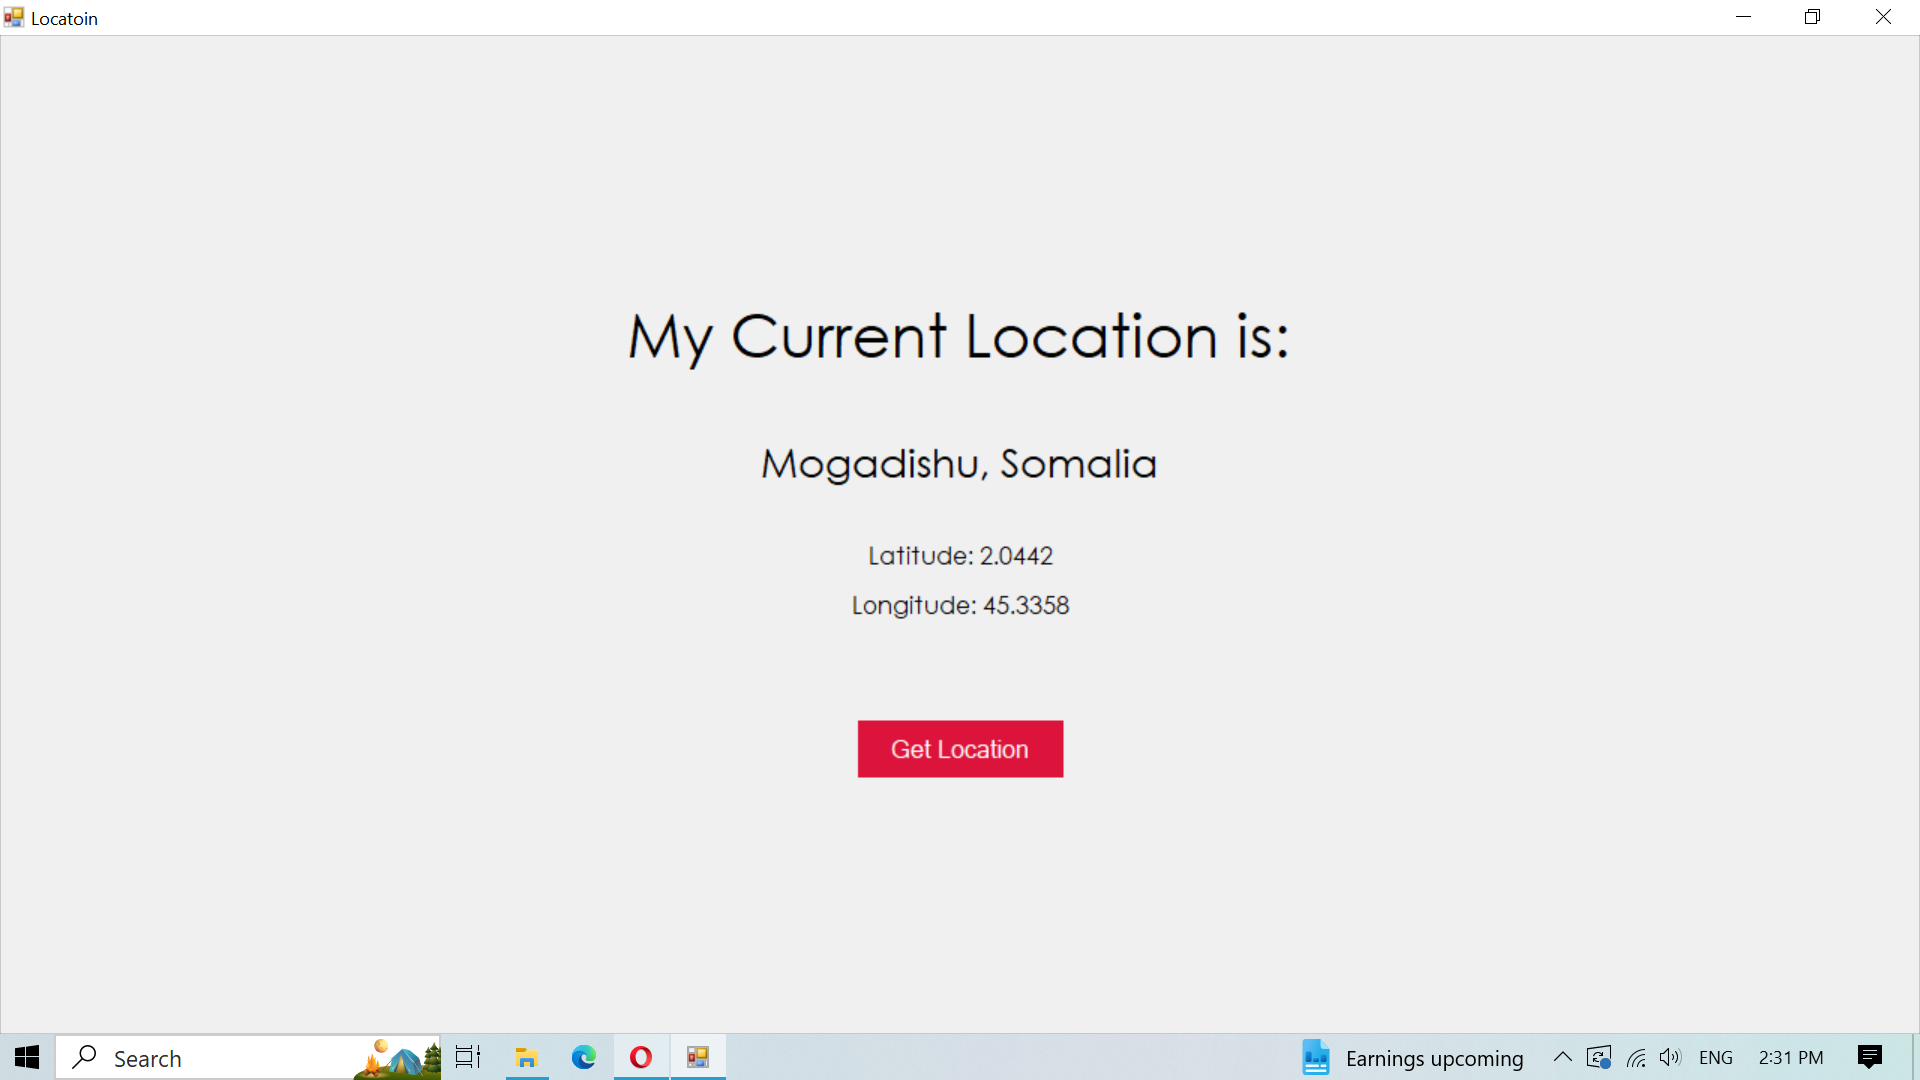 Locatoin
My Current Location is:
Mogadishu, Somalia
Latitude: 2.0442
Longitude: 45.3358
Get Location
Search
Earnings upcoming
ENG
2:31 PM